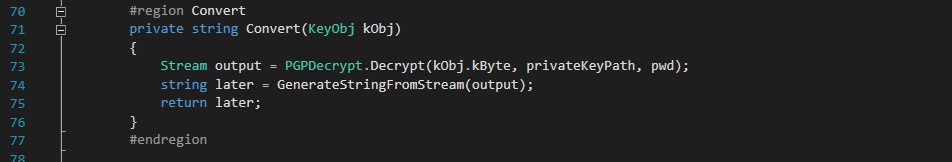 70 #region Convert
71 private string Convert(KeyObj kObj)
72 {
73 Stream output = PGPDecrypt.Decrypt(kObj.kByte, privateKeyPath, pwd);
74 string later = GenerateStringFromStream(output);
75 return later;
76 }
77 #endregion
78